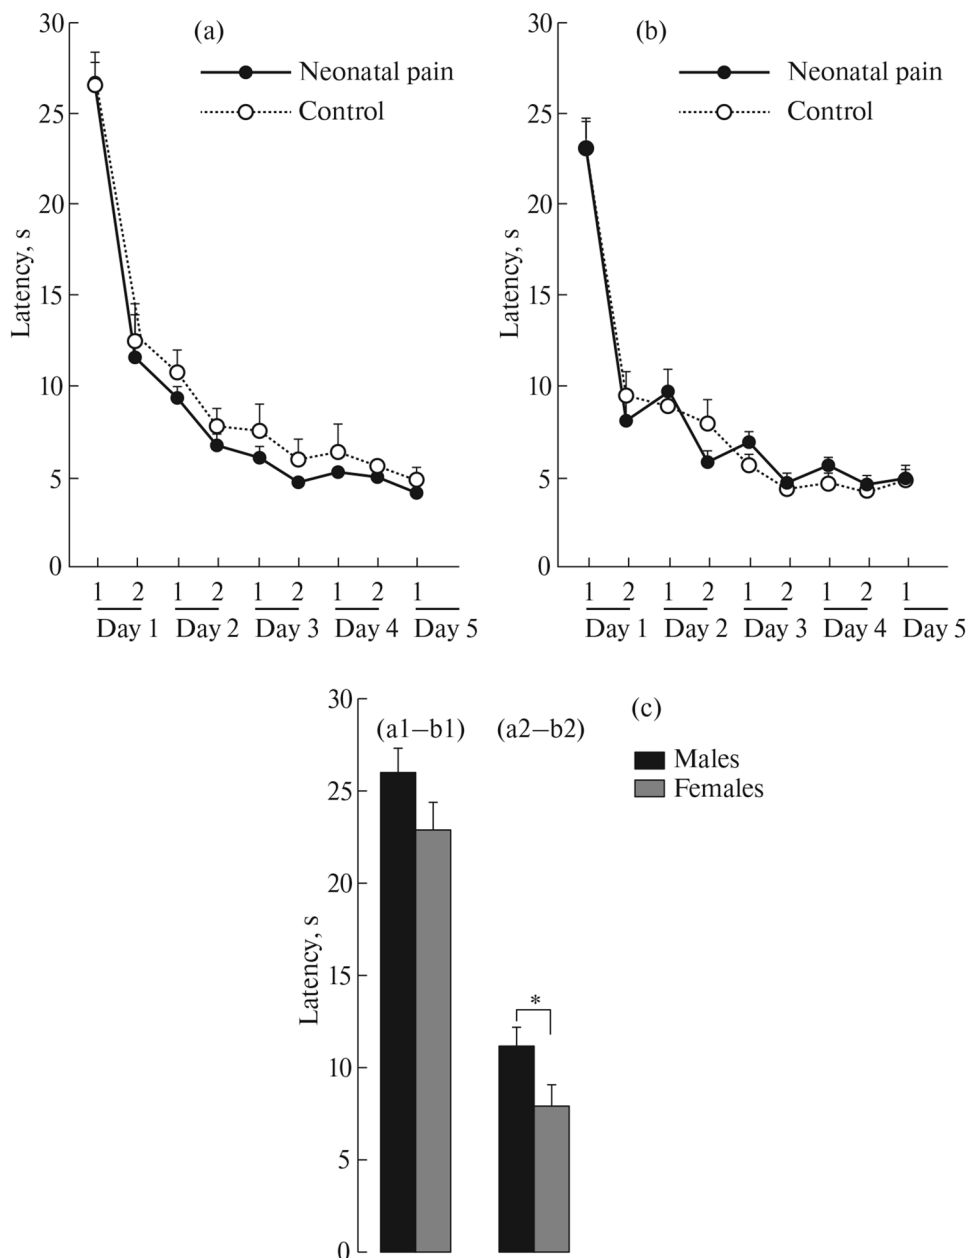 (a)
Neonatal pain
Control
Latency, s
30
25
20
15
10
5
0
1 2 1 2 1 2 1 2 1
Day 1 Day 2 Day 3 Day 4 Day 5
(b)
Neonatal pain
Control
Latency, s
30
25
20
15
10
5
0
1 2 1 2 1 2 1 2 1
Day 1 Day 2 Day 3 Day 4 Day 5
(c)
(a1–b1) (a2–b2)
Males
Females
*
Latency, s
30
25
20
15
10
5
0